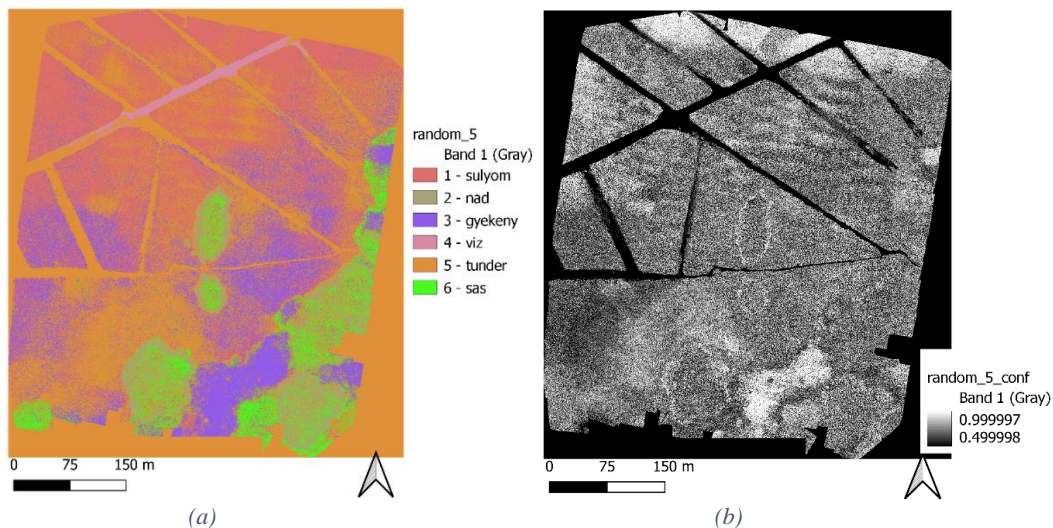 random_5
Band 1 (Gray)
1 - sulyom
2 - nad
3 - gyekeny
4 - viz
5 - tunder
6 - sas
0 75 150 m
(a)
random_5_conf
Band 1 (Gray)
0.999997
0.499998
0 75 150 m
(b)